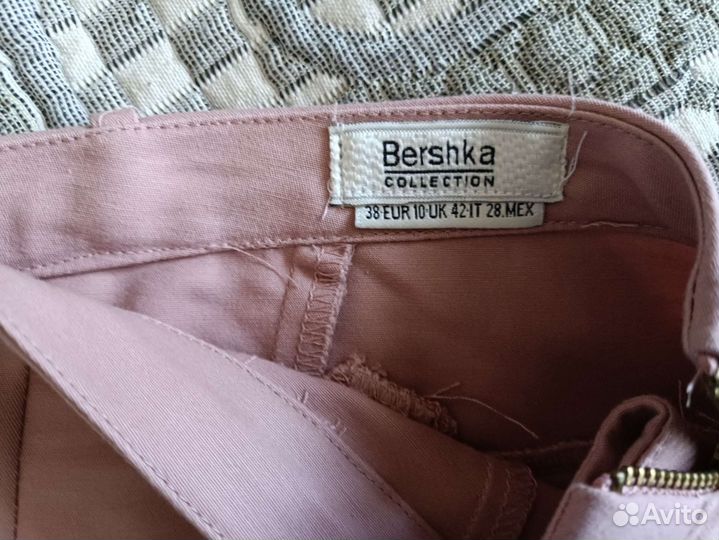 Bershka
COLLECTION
38·EUR 10·UK 42·IT 28.MEX
Avito